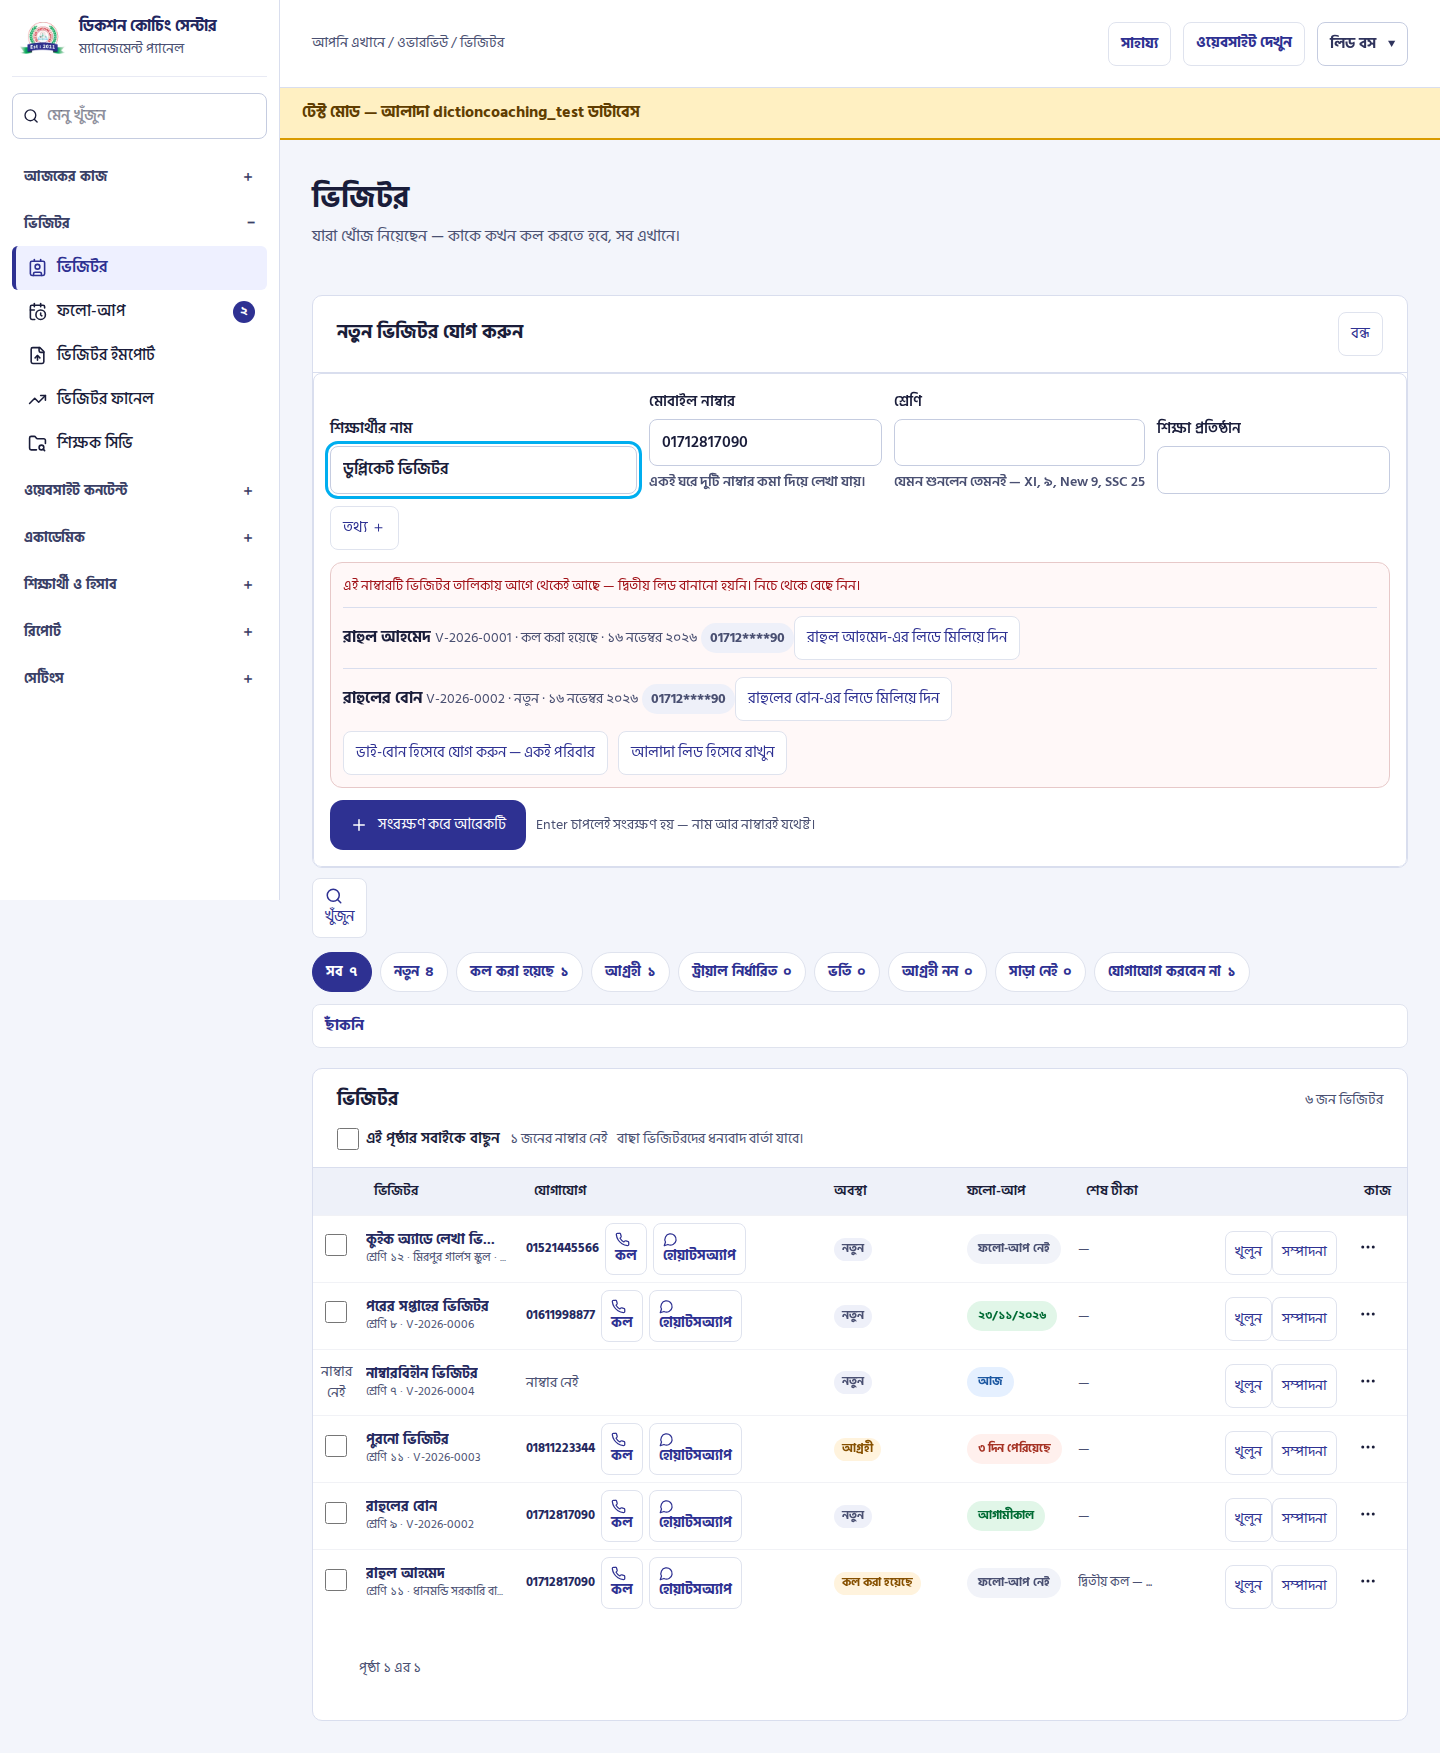 ডিকশন কোচিং সেন্টার
ম্যানেজমেন্ট প্যানেল
Est : 2011
মেনু খুঁজুন
আজকের কাজ +
ভিজিটর −
ভিজিটর
ফলো-আপ ২
ভিজিটর ইমপোর্ট
ভিজিটর ফানেল
শিক্ষক সিভি
ওয়েবসাইট কনটেন্ট +
একাডেমিক +
শিক্ষার্থী ও হিসাব +
রিপোর্ট +
সেটিংস +
আপনি এখানে / ওভারভিউ / ভিজিটর
সাহায্য
ওয়েবসাইট দেখুন
লিড বস ▾
টেস্ট মোড — আলাদা dictioncoaching_test ডাটাবেস
ভিজিটর
যারা খোঁজ নিয়েছেন — কাকে কখন কল করতে হবে, সব এখানে।
নতুন ভিজিটর যোগ করুন
বন্ধ
শিক্ষার্থীর নাম
ডুপ্লিকেট ভিজিটর
মোবাইল নাম্বার
01712817090
একই ঘরে দুটি নাম্বার কমা দিয়ে লেখা যায়।
শ্রেণি
যেমন শুনলেন তেমনই — XI, ৯, New 9, SSC 25
শিক্ষা প্রতিষ্ঠান
তথ্য +
এই নাম্বারটি ভিজিটর তালিকায় আগে থেকেই আছে — দ্বিতীয় লিড বানানো হয়নি। নিচে থেকে বেছে নিন।
রাহুল আহমেদ V-2026-0001 · কল করা হয়েছে · ১৬ নভেম্বর ২০২৬ 01712****90 রাহুল আহমেদ-এর লিডে মিলিয়ে দিন
রাহুলের বোন V-2026-0002 · নতুন · ১৬ নভেম্বর ২০২৬ 01712****90 রাহুলের বোন-এর লিডে মিলিয়ে দিন
ভাই-বোন হিসেবে যোগ করুন — একই পরিবার আলাদা লিড হিসেবে রাখুন
+ সংরক্ষণ করে আরেকটি Enter চাপলেই সংরক্ষণ হয় — নাম আর নাম্বারই যথেষ্ট।
খুঁজুন
সব ৭ নতুন ৪ কল করা হয়েছে ১ আগ্রহী ১ ট্রায়াল নির্ধারিত ০ ভর্তি ০ আগ্রহী নন ০ সাড়া নেই ০ যোগাযোগ করবেন না ১
ছাঁকনি
ভিজিটর
৬ জন ভিজিটর
এই পৃষ্ঠার সবাইকে বাছুন ১ জনের নাম্বার নেই বাছা ভিজিটরদের ধন্যবাদ বার্তা যাবে।
ভিজিটর যোগাযোগ অবস্থা ফলো-আপ শেষ টীকা কাজ
কুইক অ্যাডে লেখা ভি...
শ্রেণি ১২ · মিরপুর গার্লস স্কুল · ...
01521445566 কল হোয়াটসঅ্যাপ নতুন ফলো-আপ নেই — খুলুন সম্পাদনা ...
পরের সপ্তাহের ভিজিটর
শ্রেণি ৮ · V-2026-0006
01611998877 কল হোয়াটসঅ্যাপ নতুন ২৩/১১/২০২৬ — খুলুন সম্পাদনা ...
নাম্বার নেই
নাম্বারবিহীন ভিজিটর
শ্রেণি ৭ · V-2026-0004
নাম্বার নেই নতুন আজ — খুলুন সম্পাদনা ...
পুরনো ভিজিটর
শ্রেণি ১১ · V-2026-0003
01811223344 কল হোয়াটসঅ্যাপ আগ্রহী ৩ দিন পেরিয়েছে — খুলুন সম্পাদনা ...
রাহুলের বোন
শ্রেণি ৯ · V-2026-0002
01712817090 কল হোয়াটসঅ্যাপ নতুন আগামীকাল — খুলুন সম্পাদনা ...
রাহুল আহমেদ
শ্রেণি ১১ · ধানমন্ডি সরকারি বা...
01712817090 কল হোয়াটসঅ্যাপ কল করা হয়েছে ফলো-আপ নেই দ্বিতীয় কল — ... খুলুন সম্পাদনা ...
পৃষ্ঠা ১ এর ১